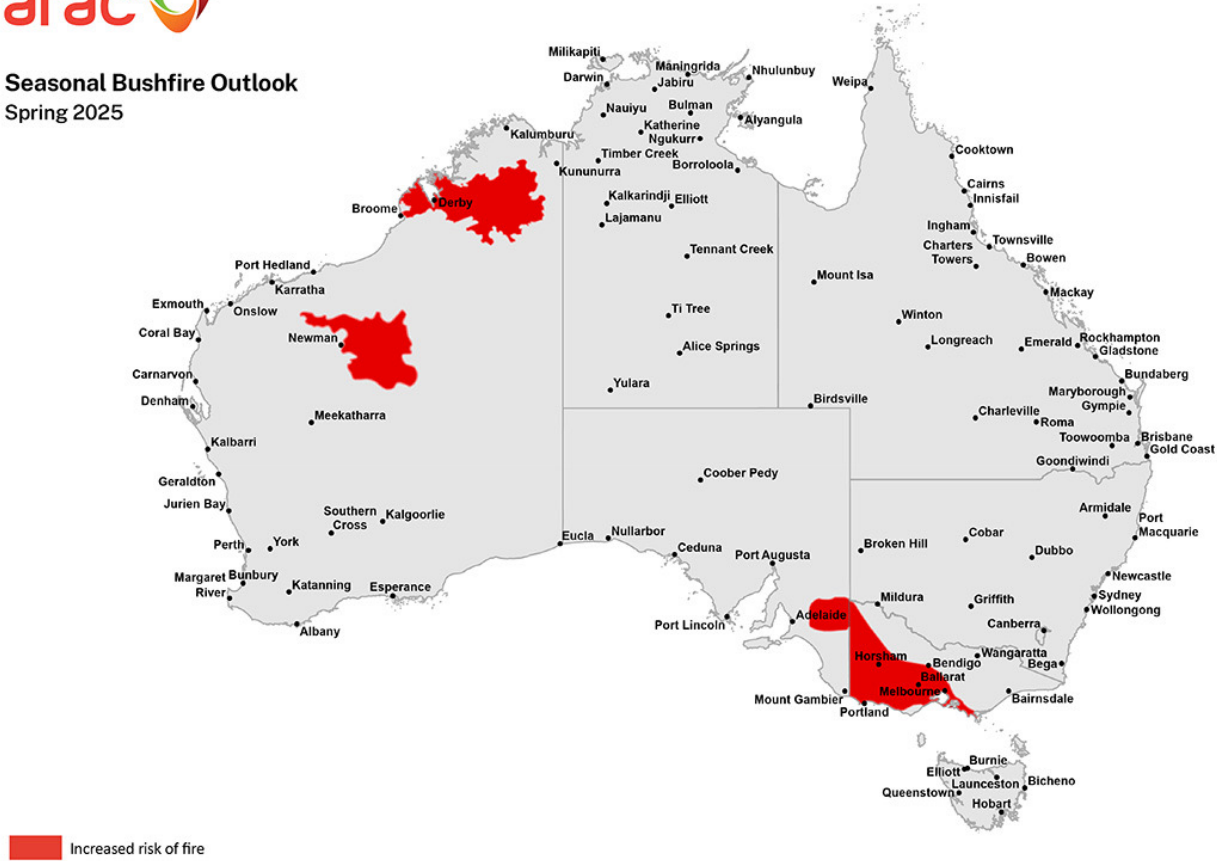 afac
Seasonal Bushfire Outlook
Spring 2025
Milikapiti
Darwin
Maningrida
Jabiru
Nhulunbuy
Weipa
Nauiyu
Bulman
Alyangula
Katherine
Ngukurr
Kalumburu
Timber Creek
Kununurra
Borroloola
Cooktown
Cairns
Innisfail
Broome
Derby
Kalkarindji
Elliott
Lajamanu
Ingham
Townsville
Charters
Towers
Bowen
Tennant Creek
Port Hedland
Karratha
Mount Isa
Mackay
Exmouth
Onslow
Ti Tree
Winton
Coral Bay
Newman
Alice Springs
Longreach
Emerald
Rockhampton
Gladstone
Carnarvon
Yulara
Bundaberg
Denham
Birdsville
Maryborough
Gympie
Meekatharra
Charleville
Roma
Kalbarri
Toowoomba
Brisbane
Gold Coast
Goondiwindi
Geraldton
Coober Pedy
Jurien Bay
Southern
Cross
Kalgoorlie
Armidale
Port
Macquarie
Perth
York
Eucla
Nullarbor
Ceduna
Port Augusta
Broken Hill
Cobar
Dubbo
Margaret
River
Bunbury
Katanning
Esperance
Newcastle
Mildura
Griffith
Sydney
Wollongong
Albany
Port Lincoln
Adelaide
Canberra
Horsham
Bendigo
Wangaratta
Bega
Ballarat
Melbourne
Mount Gambier
Portland
Bairnsdale
Burnie
Elliott
Launceston
Bicheno
Queenstown
Hobart
Increased risk of fire